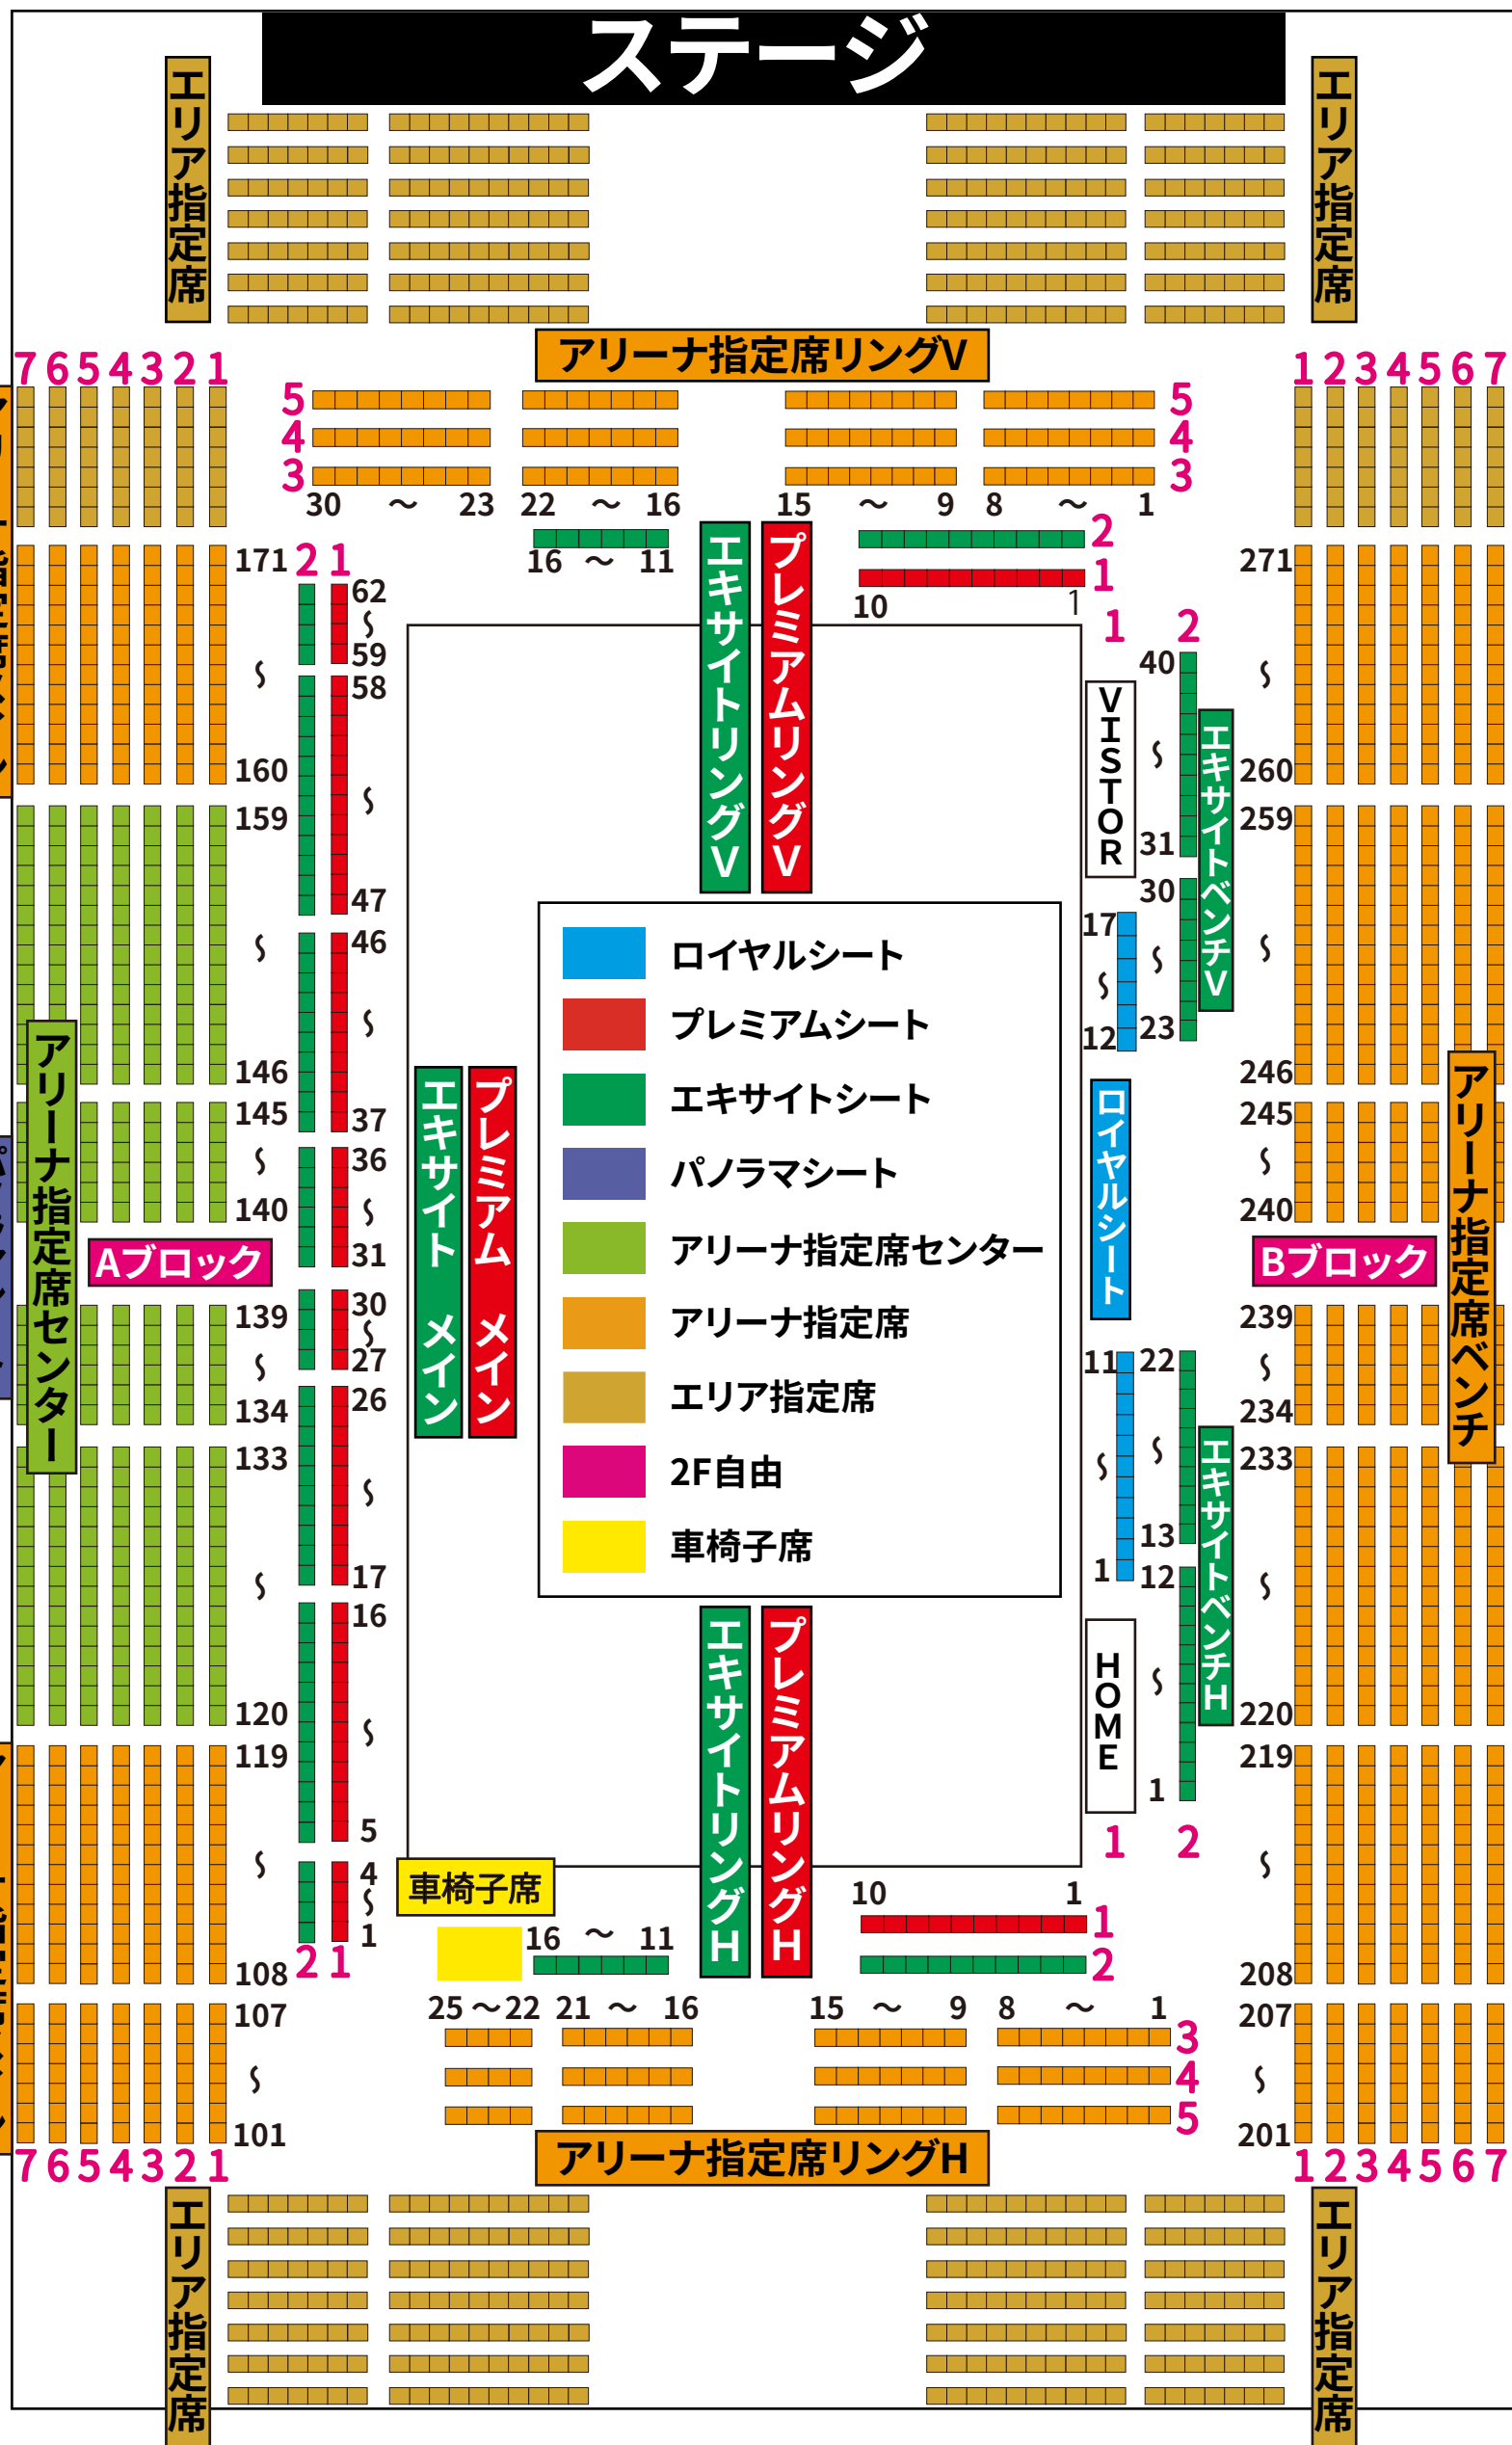 ステージ
エリア指定席
エリア指定席
アリーナ指定席リングV
7 6 5 4 3 2 1
1 2 3 4 5 6 7
5
4
3
5
4
3
30 ～ 23 22 ～ 16
15 ～ 9 8 ～ 1
16 ～ 11
2
1
10 1
171
～
160
159
～
146
145
～
140
Aブロック
139
～
134
133
～
120
119
～
108
107
～
101
7 6 5 4 3 2 1
アリーナ指定席センター
2 1
62
～
59
58
～
47
46
～
37
36
～
31
30
～
27
26
～
17
16
～
5
4
～
1
2 1
エキサイト メイン
プレミアム メイン
エキサイトリングV
プレミアムリングV
ロイヤルシート
プレミアムシート
エキサイトシート
パノラマシート
アリーナ指定席センター
アリーナ指定席
エリア指定席
2F自由
車椅子席
エキサイトリングH
プレミアムリングH
1 2
VISTOR
40
～
31
30
～
23
エキサイトベンチV
17
～
12
ロイヤルシート
11
～
1
22
～
13
12
～
1
エキサイトベンチH
HOME
1 2
271
～
260
259
～
246
245
～
240
Bブロック
239
～
234
233
～
220
219
～
208
207
～
201
1 2 3 4 5 6 7
アリーナ指定席ベンチ
車椅子席
16 ～ 11
10 1
1
2
25 ～ 22 21 ～ 16
15 ～ 9 8 ～ 1
3
4
5
アリーナ指定席リングH
エリア指定席
エリア指定席